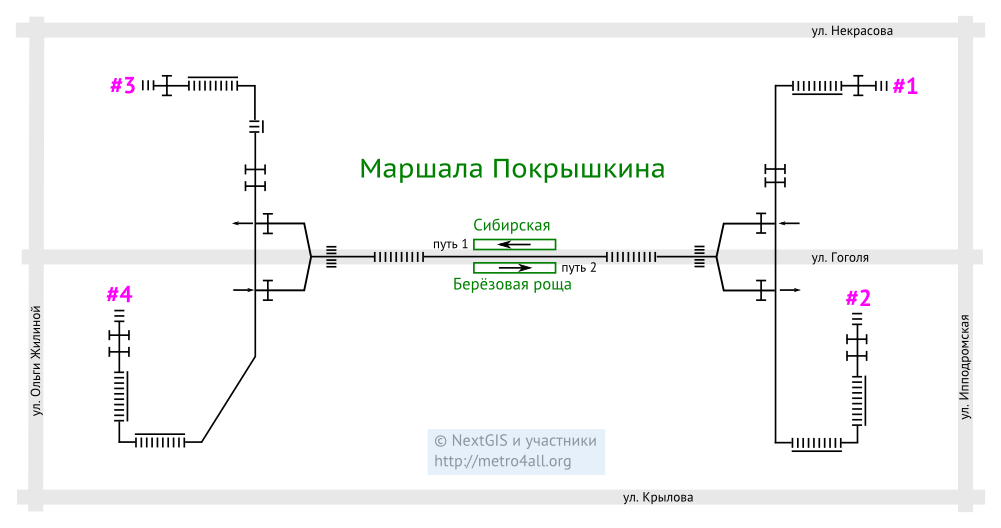 ул. Некрасова
#3
#1
Маршала Покрышкина
Сибирская
путь 1
ул. Гоголя
путь 2
Берёзовая роща
#4
#2
ул. Ольги Жилиной
ул. Ипподромская
© NextGIS и участники
http://metro4all.org
ул. Крылова